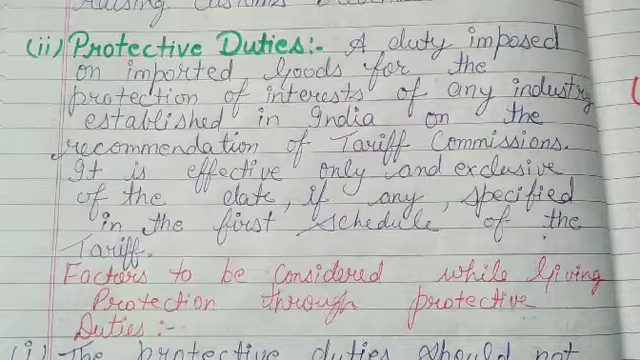 raising customs
(ii) Protective Duties:- A duty imposed
on imported goods for the
protection of interests of any industry
established in India on the
recommendation of Tariff Commissions.
It is effective only and exclusive
of the date, if any, specified
in the first schedule of the
Tariff.
Factors to be Considered while Giving
Protection through protective
Duties :-
(i) The protective duties should not